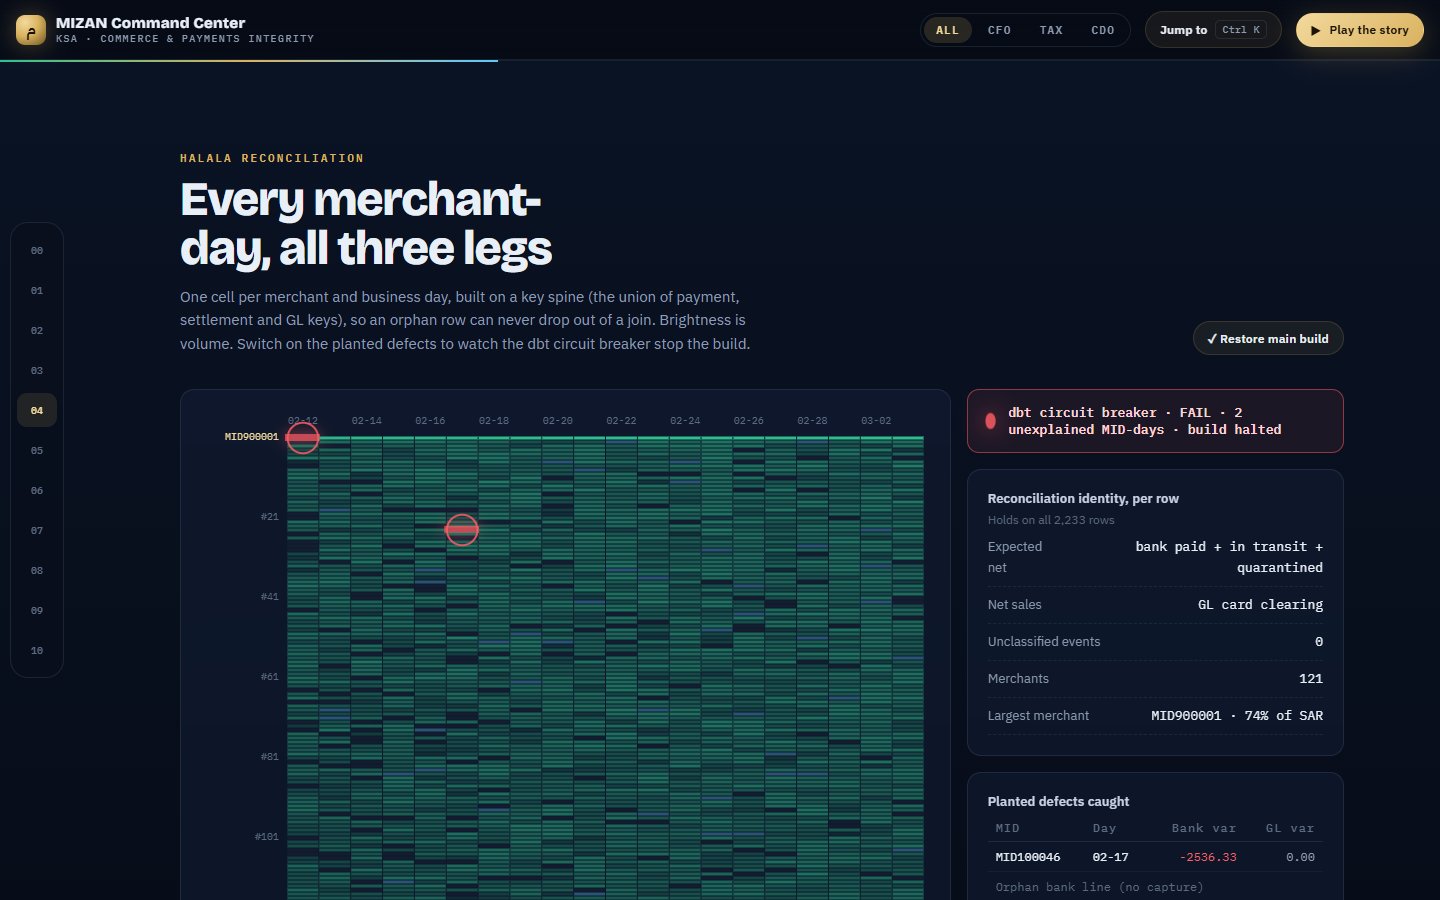 م
MIZAN Command Center
KSA · COMMERCE & PAYMENTS INTEGRITY
ALL
CFO
TAX
CDO
Jump to
Ctrl K
▶ Play the story
00
01
02
03
04
05
06
07
08
09
10
HALALA RECONCILIATION
Every merchant-
day, all three legs
One cell per merchant and business day, built on a key spine (the union of payment,
settlement and GL keys), so an orphan row can never drop out of a join. Brightness is
volume. Switch on the planted defects to watch the dbt circuit breaker stop the build.
✓ Restore main build
02-12 02-14 02-16 02-18 02-20 02-22 02-24 02-26 02-28 03-02
MID900001
#21
#41
#61
#81
#101
dbt circuit breaker · FAIL · 2
unexplained MID-days · build halted
Reconciliation identity, per row
Holds on all 2,233 rows
Expected net
bank paid + in transit +
quarantined
Net sales GL card clearing
Unclassified events 0
Merchants 121
Largest merchant MID900001 · 74% of SAR
Planted defects caught
MID Day Bank var GL var
MID100046 02-17 -2536.33 0.00
Orphan bank line (no capture)